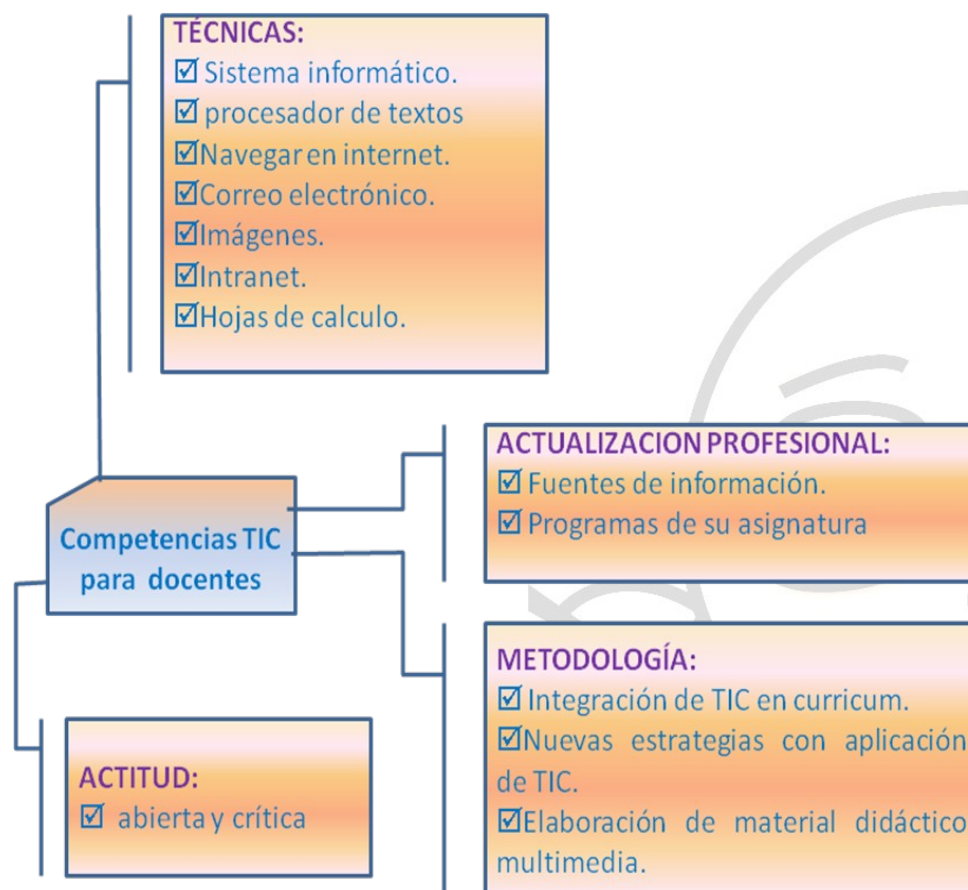 TÉCNICAS:
☑ Sistema informático.
☑ procesador de textos
☑Navegar en internet.
☑Correo electrónico.
☑Imágenes.
☑Intranet.
☑Hojas de calculo.
ACTUALIZACION PROFESIONAL:
☑ Fuentes de información.
☑ Programas de su asignatura
Competencias TIC
para docentes
METODOLOGÍA:
☑ Integración de TIC en curricum.
☑Nuevas estrategias con aplicación
de TIC.
☑Elaboración de material didáctico
multimedia.
ACTITUD:
☑ abierta y crítica